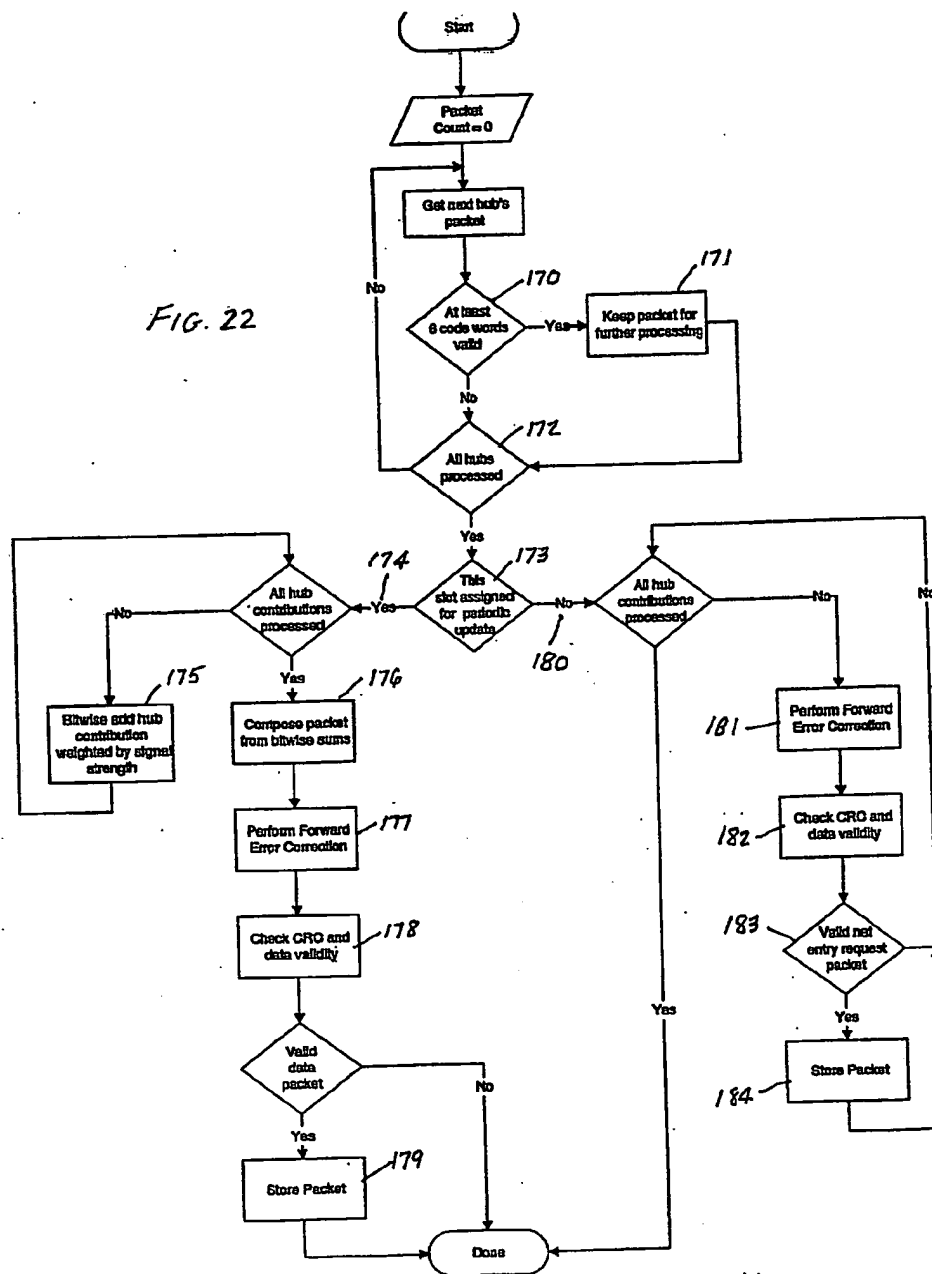 Start
Packet
Count = 0
Get next hub's
packet
170
171
No
FIG. 22
At least
6 code words
valid
Yes
Keep packet for
further processing
No
172
All hubs
processed
Yes
174
173
All hub
contributions
processed
Yes
This
slot assigned
for periodic
update
No
All hub
contributions
processed
No
No
No
180
175
Yes
176
Bitwise add hub
contribution
weighted by signal
strength
Compose packet
from bitwise sums
181
Perform Forward
Error Correction
Perform Forward
Error Correction
177
182
Check CRC and
data validity
Check CRC and
data validity
178
183
Valid net
entry request
packet
Yes
Yes
Valid
data
packet
No
184
Store Packet
Yes
Store Packet
179
Done